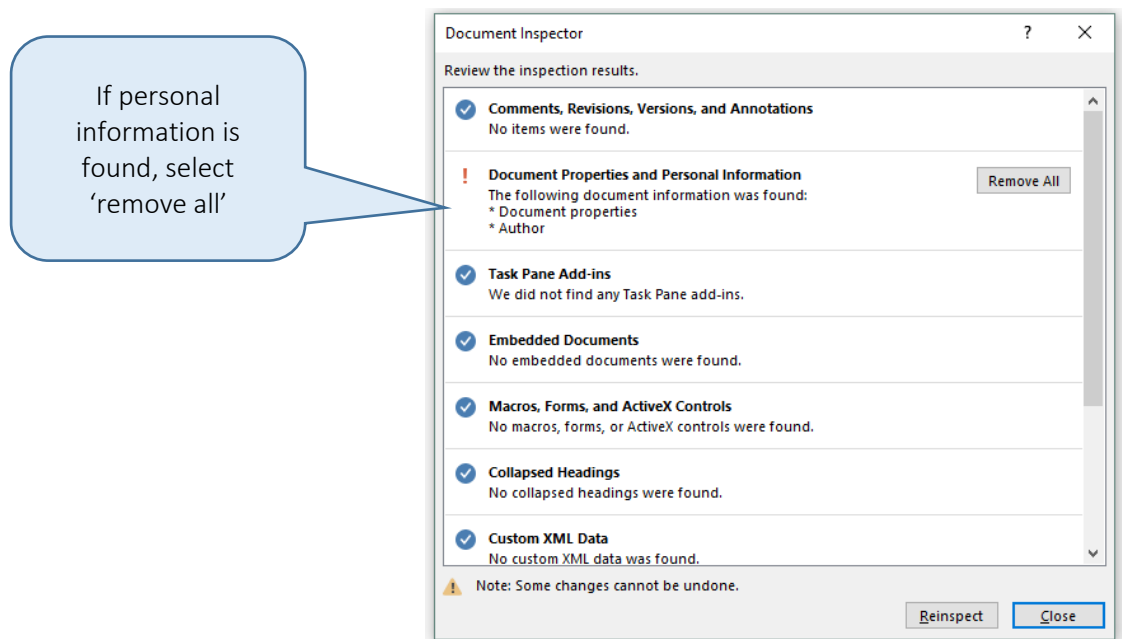 If personal
information is
found, select
‘remove all’
Document Inspector
?
Review the inspection results.
Comments, Revisions, Versions, and Annotations
No items were found.
!
Document Properties and Personal Information
Remove All
The following document information was found:
* Document properties
* Author
Task Pane Add-ins
We did not find any Task Pane add-ins.
Embedded Documents
No embedded documents were found.
Macros, Forms, and ActiveX Controls
No macros, forms, or ActiveX controls were found.
Collapsed Headings
No collapsed headings were found.
Custom XML Data
No custom XML data was found.
Note: Some changes cannot be undone.
Reinspect
Close